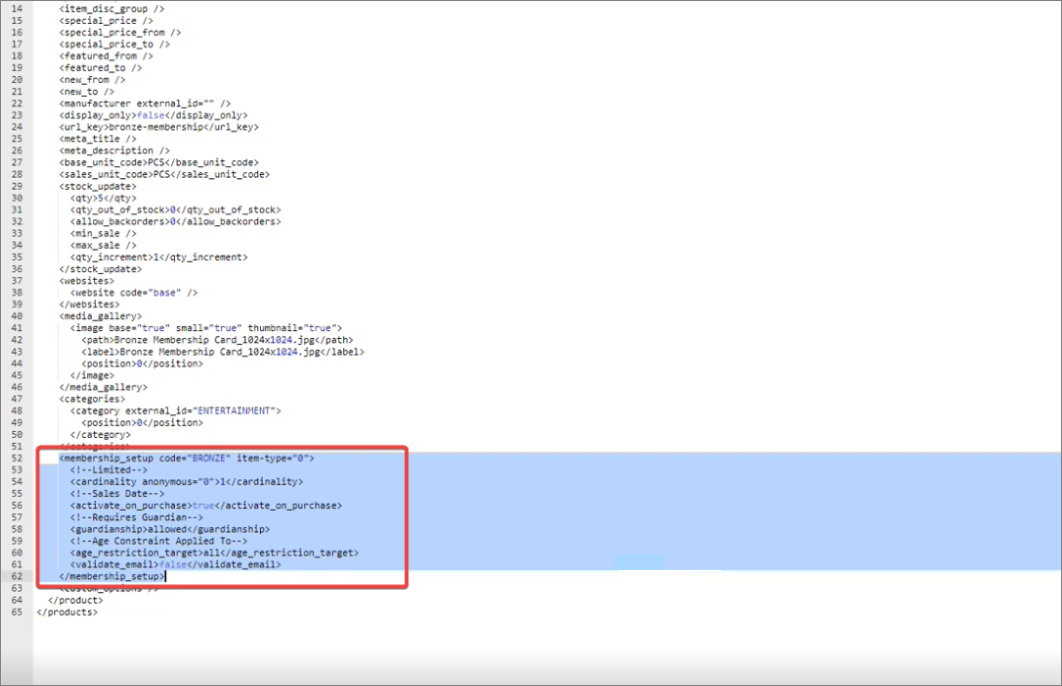 14 <item_disc_group />
15 <special_price />
16 <special_price_from />
17 <special_price_to />
18 <featured_from />
19 <featured_to />
20 <new_from />
21 <new_to />
22 <manufacturer external_id="" />
23 <display_only>false</display_only>
24 <url_key>bronze-membership</url_key>
25 <meta_title />
26 <meta_description />
27 <base_unit_code>PCS</base_unit_code>
28 <sales_unit_code>PCS</sales_unit_code>
29 <stock_update>
30 <qty>5</qty>
31 <qty_out_of_stock>0</qty_out_of_stock>
32 <allow_backorders>0</allow_backorders>
33 <min_sale />
34 <max_sale />
35 <qty_increment>1</qty_increment>
36 </stock_update>
37 <websites>
38 <website code="base" />
39 </websites>
40 <media_gallery>
41 <image base="true" small="true" thumbnail="true">
42 <path>Bronze Membership Card_1024x1024.jpg</path>
43 <label>Bronze Membership Card_1024x1024.jpg</label>
44 <position>0</position>
45 </image>
46 </media_gallery>
47 <categories>
48 <category external_id="ENTERTAINMENT">
49 <position>0</position>
50 </category>
51 </categories>
52 <membership_setup code="BRONZE" item-type="0">
53 <!--Limited-->
54 <cardinality anonymous="0">1</cardinality>
55 <!--Sales Date-->
56 <activate_on_purchase>true</activate_on_purchase>
57 <!--Requires Guardian-->
58 <guardianship>allowed</guardianship>
59 <!--Age Constraint Applied To-->
60 <age_restriction_target>all</age_restriction_target>
61 <validate_email>false</validate_email>
62 </membership_setup>
63 <custom_options />
64 </product>
65 </products>